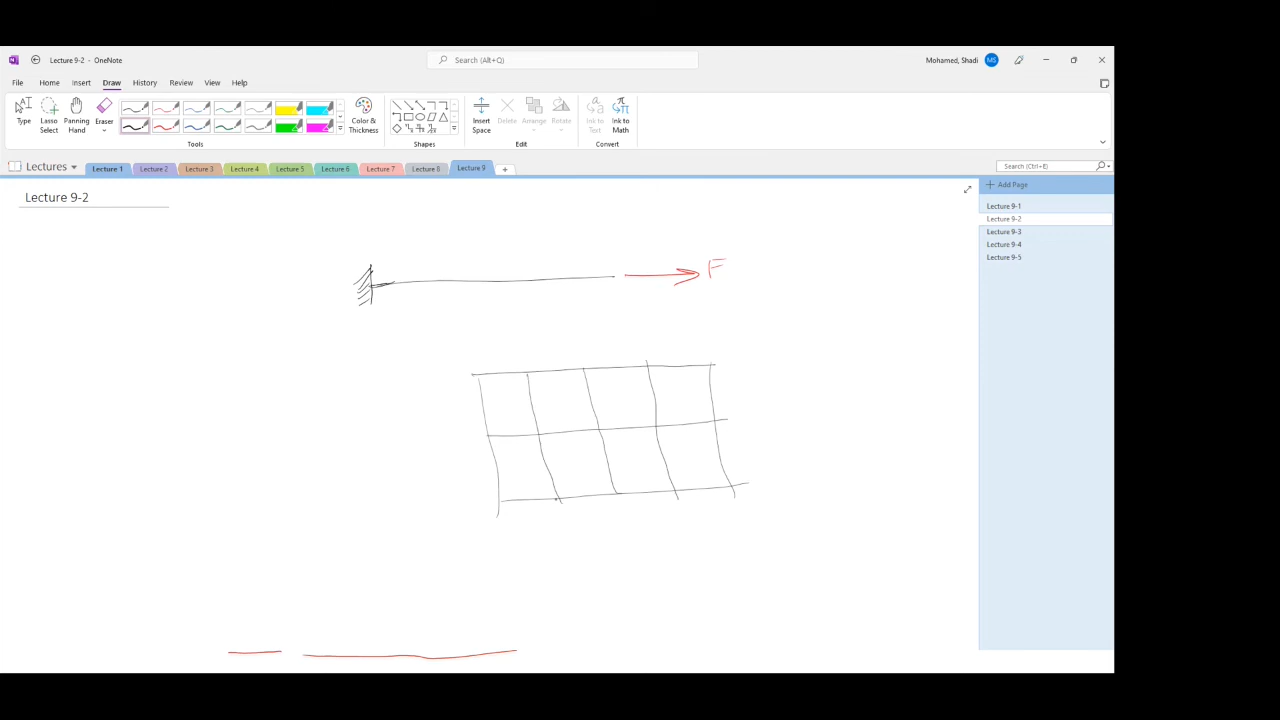 Lecture 9-2 - OneNote
Search (Alt+Q)
Mohamed, Shadi
MS
File
Home
Insert
Draw
History
Review
View
Help
Type
Lasso
Select
Panning
Hand
Eraser
Color &
Thickness
Insert
Space
Delete
Arrange
Rotate
Ink to
Text
Ink to
Math
Tools
Shapes
Edit
Convert
Lectures
Lecture 1
Lecture 2
Lecture 3
Lecture 4
Lecture 5
Lecture 6
Lecture 7
Lecture 8
Lecture 9
Search (Ctrl+E)
Lecture 9-2
Add Page
Lecture 9-1
Lecture 9-2
Lecture 9-3
Lecture 9-4
Lecture 9-5
F